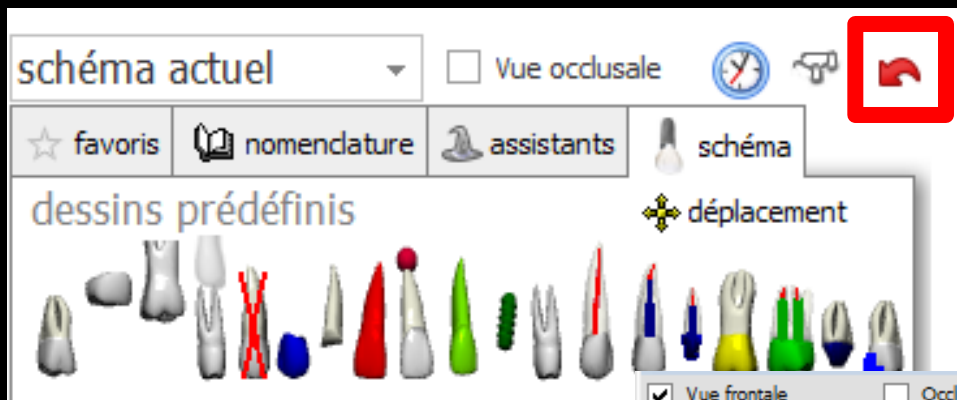 schéma actuel
Vue occlusale
favoris
nomenclature
assistants
schéma
dessins prédéfinis
déplacement
Vue frontale